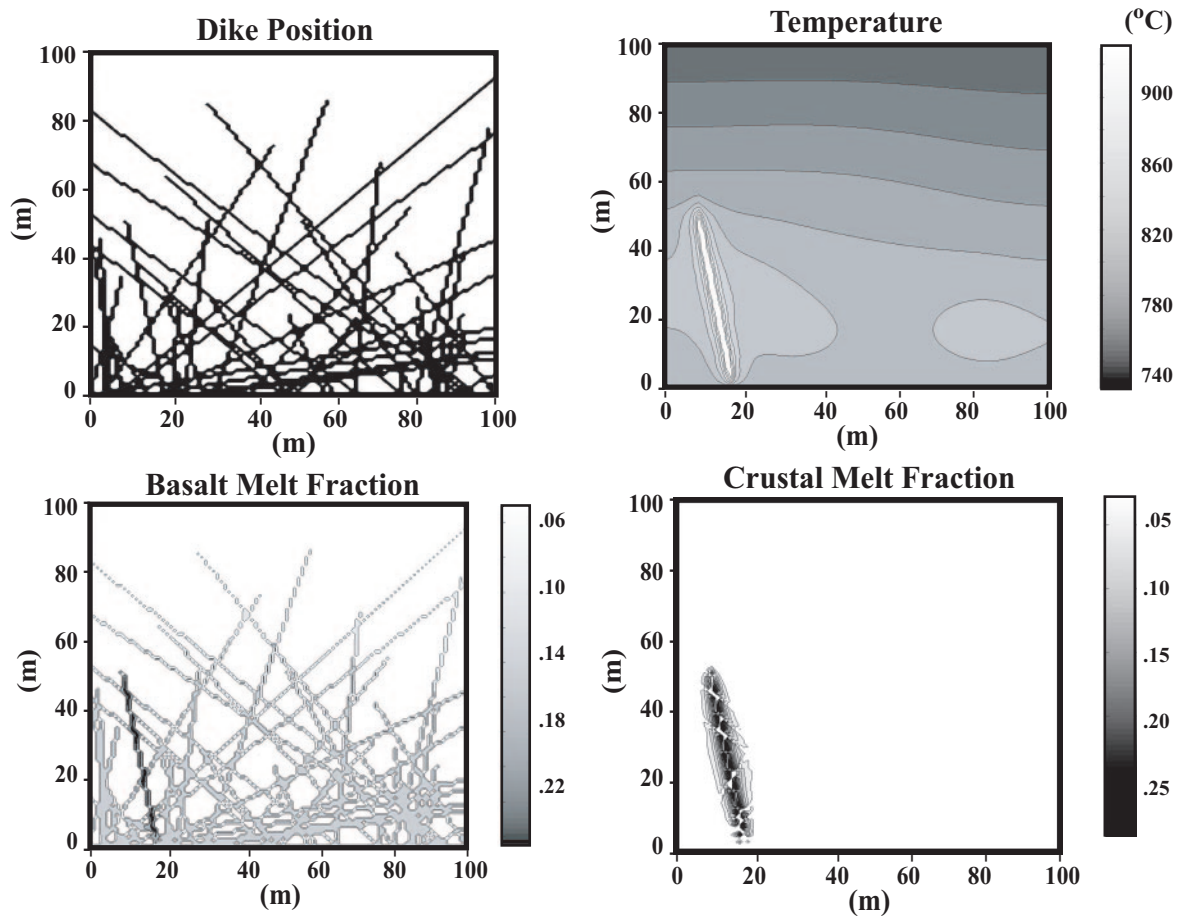 Dike Position
100
80
60
40
20
0
(m)
0 20 40 60 80 100
(m)
Temperature
100
80
60
40
20
0
(m)
0 20 40 60 80 100
(m)
(°C)
900
860
820
780
740
Basalt Melt Fraction
100
80
60
40
20
0
(m)
0 20 40 60 80 100
(m)
.06
.10
.14
.18
.22
Crustal Melt Fraction
100
80
60
40
20
0
(m)
0 20 40 60 80 100
(m)
.05
.10
.15
.20
.25